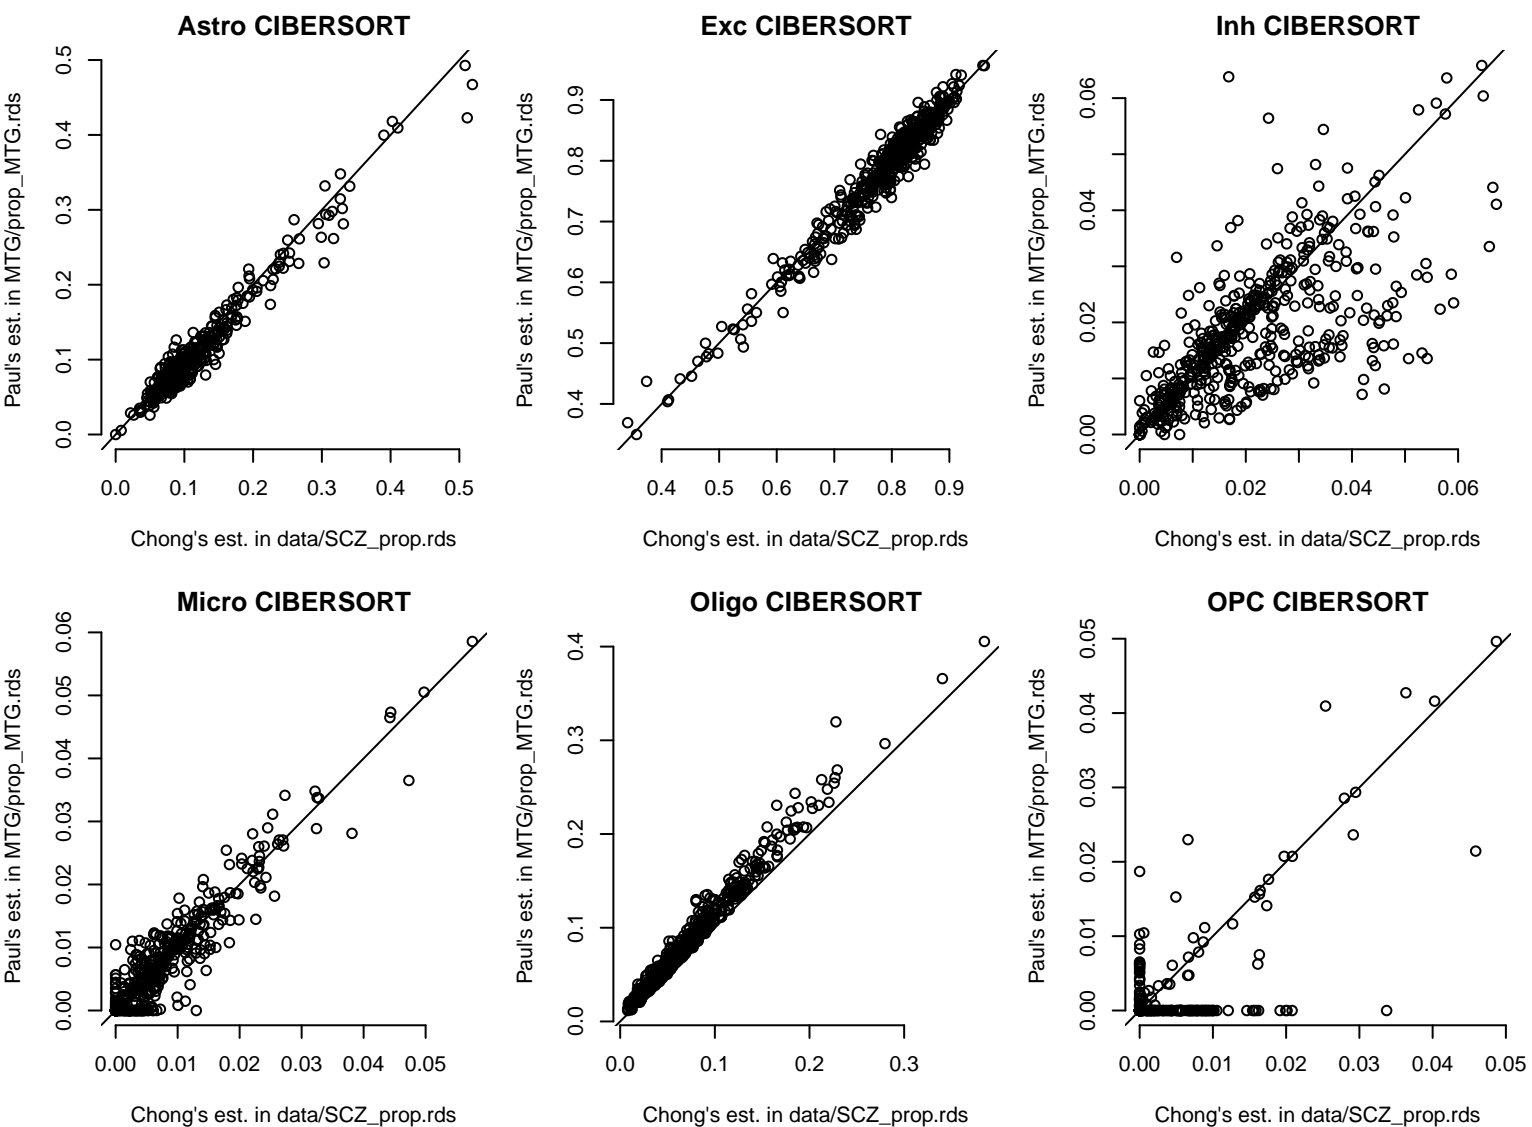 Astro CIBERSORT
Exc CIBERSORT
Inh CIBERSORT
Paul's est. in MTG/prop_MTG.rds
0.0 0.1 0.2 0.3 0.4 0.5
0.0 0.1 0.2 0.3 0.4 0.5
Chong's est. in data/SCZ_prop.rds
Paul's est. in MTG/prop_MTG.rds
0.4 0.5 0.6 0.7 0.8 0.9
0.4 0.5 0.6 0.7 0.8 0.9
Chong's est. in data/SCZ_prop.rds
Paul's est. in MTG/prop_MTG.rds
0.00 0.02 0.04 0.06
0.00 0.02 0.04 0.06
Chong's est. in data/SCZ_prop.rds
Micro CIBERSORT
Oligo CIBERSORT
OPC CIBERSORT
Paul's est. in MTG/prop_MTG.rds
0.00 0.01 0.02 0.03 0.04 0.05 0.06
0.00 0.01 0.02 0.03 0.04 0.05
Chong's est. in data/SCZ_prop.rds
Paul's est. in MTG/prop_MTG.rds
0.0 0.1 0.2 0.3 0.4
0.0 0.1 0.2 0.3
Chong's est. in data/SCZ_prop.rds
Paul's est. in MTG/prop_MTG.rds
0.00 0.01 0.02 0.03 0.04 0.05
0.00 0.01 0.02 0.03 0.04 0.05
Chong's est. in data/SCZ_prop.rds